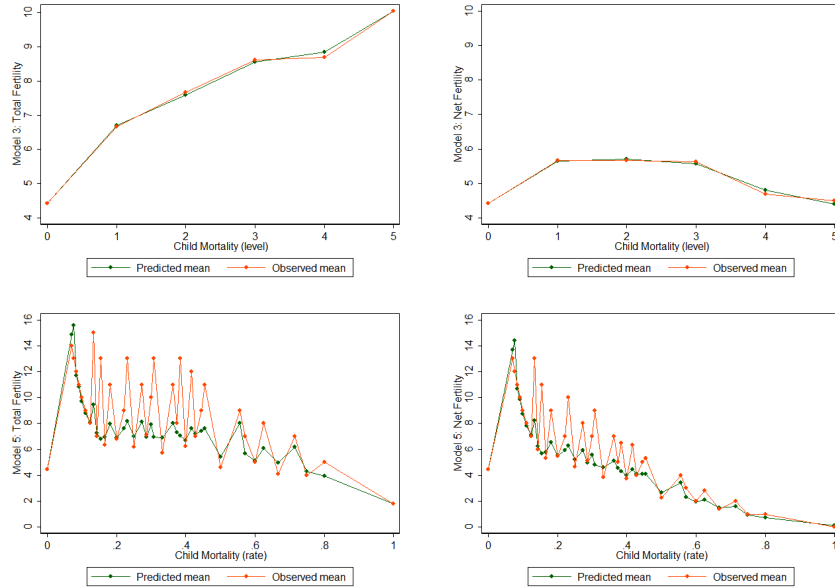 Model 3: Total Fertility
10
9
8
7
6
5
4
0 1 2 3 4 5
Child Mortality (level)
Predicted mean Observed mean
Model 3: Net Fertility
10
9
8
7
6
5
4
0 1 2 3 4 5
Child Mortality (level)
Predicted mean Observed mean
Model 5: Total Fertility
16
14
12
10
8
6
4
2
0
0 .2 .4 .6 .8 1
Child Mortality (rate)
Predicted mean Observed mean
Model 5: Net Fertility
16
14
12
10
8
6
4
2
0
0 .2 .4 .6 .8 1
Child Mortality (rate)
Predicted mean Observed mean